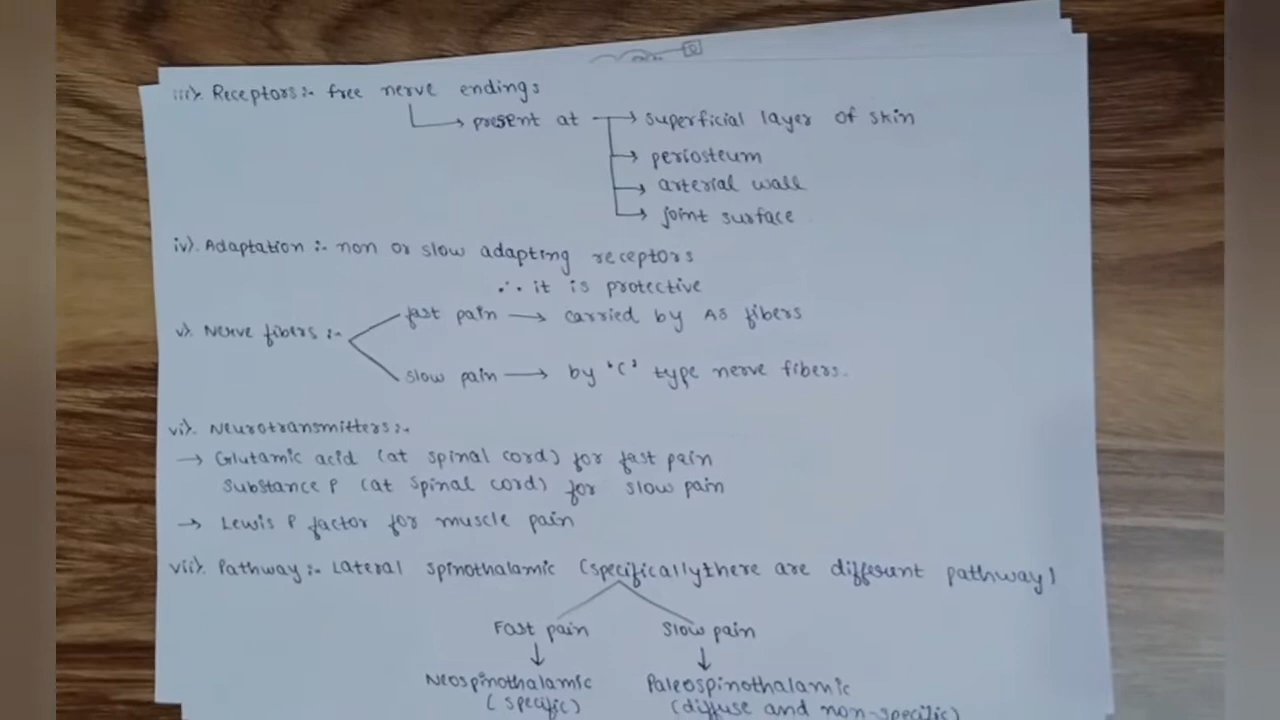 iii). Receptors:- free nerve endings
→ present at → superficial layer of skin
→ periosteum
→ arterial wall
→ joint surface
iv). Adaptation :- non or slow adapting receptors
∴ it is protective
v). Nerve fibers :-
fast pain → carried by Aδ fibers
slow pain → by 'C' type nerve fibers.
vi). Neurotransmitters:-
→ Glutamic acid (at spinal cord) for fast pain
substance P (at spinal cord) for slow pain
→ Lewis P factor for muscle pain
vii). Pathway:- Lateral spinothalamic (specifically there are different pathway)
Fast pain Slow pain
↓ ↓
Neospinothalamic Paleospinothalamic
(specific) (diffuse and non-specific)